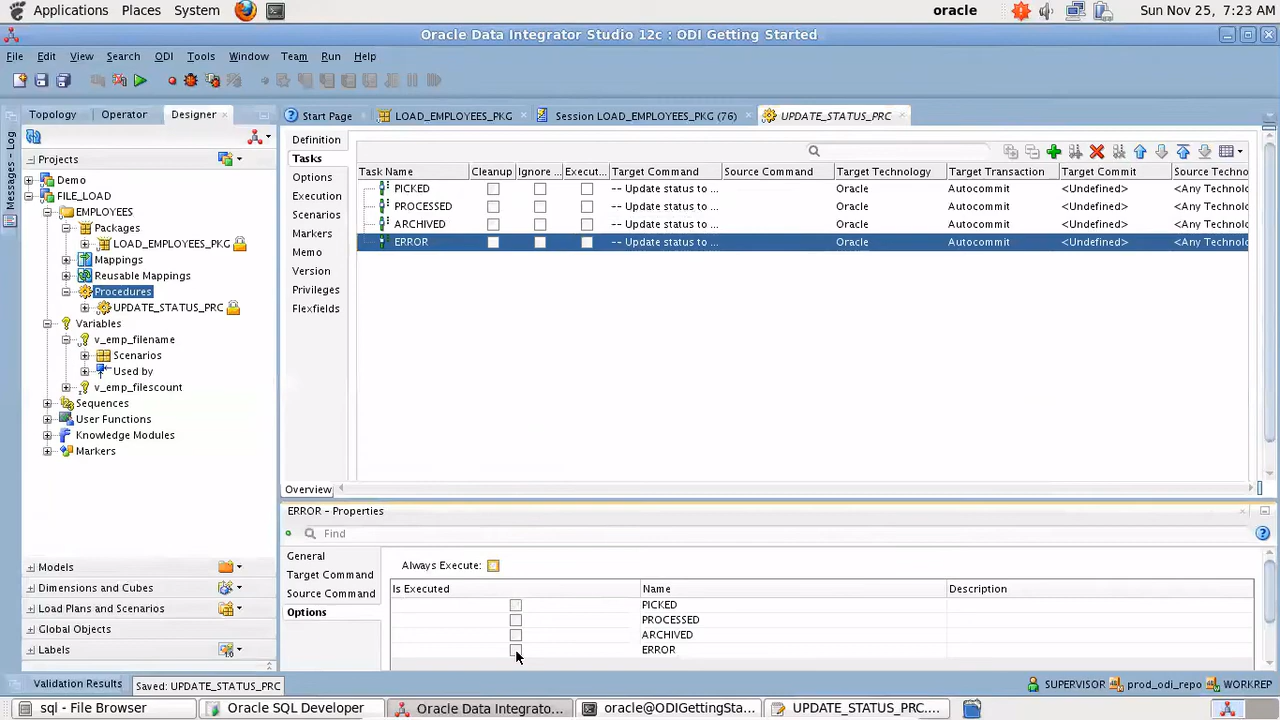 Applications Places System oracle Sun Nov 25, 7:23 AM
Oracle Data Integrator Studio 12c : ODI Getting Started
File Edit View Search ODI Tools Window Team Run Help
Topology Operator Designer Start Page LOAD_EMPLOYEES_PKG Session LOAD_EMPLOYEES_PKG (76) UPDATE_STATUS_PRC
Messages - Log
Projects
Demo
FILE_LOAD
EMPLOYEES
Packages
LOAD_EMPLOYEES_PKG
Mappings
Reusable Mappings
Procedures
UPDATE_STATUS_PRC
Variables
v_emp_filename
Scenarios
Used by
v_emp_filescount
Sequences
User Functions
Knowledge Modules
Markers
Models
Dimensions and Cubes
Load Plans and Scenarios
Global Objects
Labels
Definition
Tasks
Options
Execution
Scenarios
Markers
Memo
Version
Privileges
Flexfields
Task Name Cleanup Ignore ... Execut... Target Command Source Command Target Technology Target Transaction Target Commit Source Techno
PICKED -- Update status to ... Oracle Autocommit <Undefined> <Any Technolo
PROCESSED -- Update status to ... Oracle Autocommit <Undefined> <Any Technolo
ARCHIVED -- Update status to ... Oracle Autocommit <Undefined> <Any Technolo
ERROR -- Update status to ... Oracle Autocommit <Undefined> <Any Technolo
Overview
ERROR - Properties
Find
General
Target Command
Source Command
Options
Always Execute:
Is Executed Name Description
PICKED
PROCESSED
ARCHIVED
ERROR
Validation Results Saved: UPDATE_STATUS_PRC SUPERVISOR prod_odi_repo WORKREP
sql - File Browser Oracle SQL Developer Oracle Data Integrato... oracle@ODIGettingSta... UPDATE_STATUS_PRC....